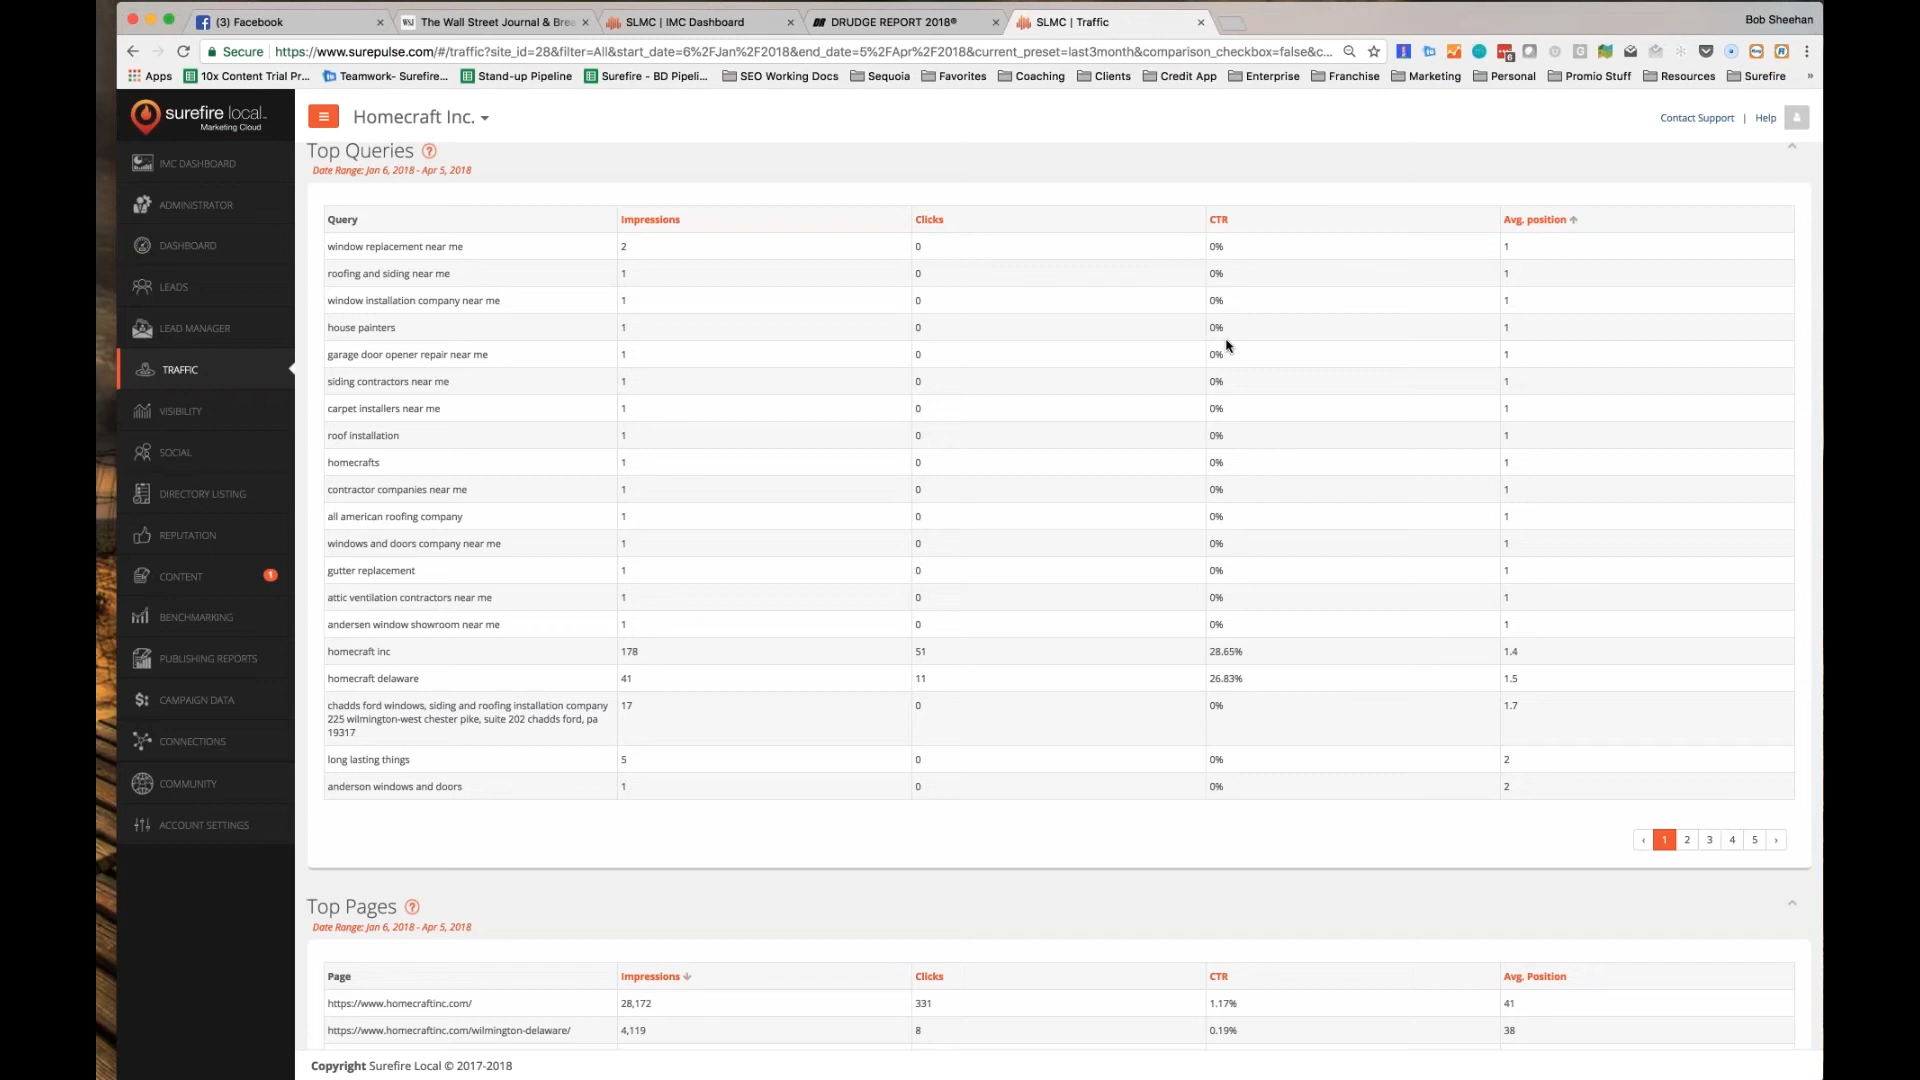 (3) Facebook
The Wall Street Journal & Brea
SLMC | IMC Dashboard
DRUDGE REPORT 2018®
SLMC | Traffic
Bob Sheehan
Secure https://www.surepulse.com/#/traffic?site_id=28&filter=All&start_date=6%2FJan%2F2018&end_date=5%2FApr%2F2018&current_preset=last3month&comparison_checkbox=false&c...
Apps 10x Content Trial Pr... Teamwork- Surefire... Stand-up Pipeline Surefire - BD Pipeli... SEO Working Docs Sequoia Favorites Coaching Clients Credit App Enterprise Franchise Marketing Personal Promio Stuff Resources Surefire »
surefire local
Marketing Cloud
Homecraft Inc.
Contact Support | Help
IMC DASHBOARD
ADMINISTRATOR
DASHBOARD
LEADS
LEAD MANAGER
TRAFFIC
VISIBILITY
SOCIAL
DIRECTORY LISTING
REPUTATION
CONTENT 1
BENCHMARKING
PUBLISHING REPORTS
CAMPAIGN DATA
CONNECTIONS
COMMUNITY
ACCOUNT SETTINGS
Top Queries ?
Date Range: Jan 6, 2018 - Apr 5, 2018
Query Impressions Clicks CTR Avg. position
window replacement near me 2 0 0% 1
roofing and siding near me 1 0 0% 1
window installation company near me 1 0 0% 1
house painters 1 0 0% 1
garage door opener repair near me 1 0 0% 1
siding contractors near me 1 0 0% 1
carpet installers near me 1 0 0% 1
roof installation 1 0 0% 1
homecrafts 1 0 0% 1
contractor companies near me 1 0 0% 1
all american roofing company 1 0 0% 1
windows and doors company near me 1 0 0% 1
gutter replacement 1 0 0% 1
attic ventilation contractors near me 1 0 0% 1
andersen window showroom near me 1 0 0% 1
homecraft inc 178 51 28.65% 1.4
homecraft delaware 41 11 26.83% 1.5
chadds ford windows, siding and roofing installation company 17 0 0% 1.7
225 wilmington-west chester pike, suite 202 chadds ford, pa
19317
long lasting things 5 0 0% 2
anderson windows and doors 1 0 0% 2
‹ 1 2 3 4 5 ›
Top Pages ?
Date Range: Jan 6, 2018 - Apr 5, 2018
Page Impressions Clicks CTR Avg. Position
https://www.homecraftinc.com/ 28,172 331 1.17% 41
https://www.homecraftinc.com/wilmington-delaware/ 4,119 8 0.19% 38
Copyright Surefire Local © 2017-2018